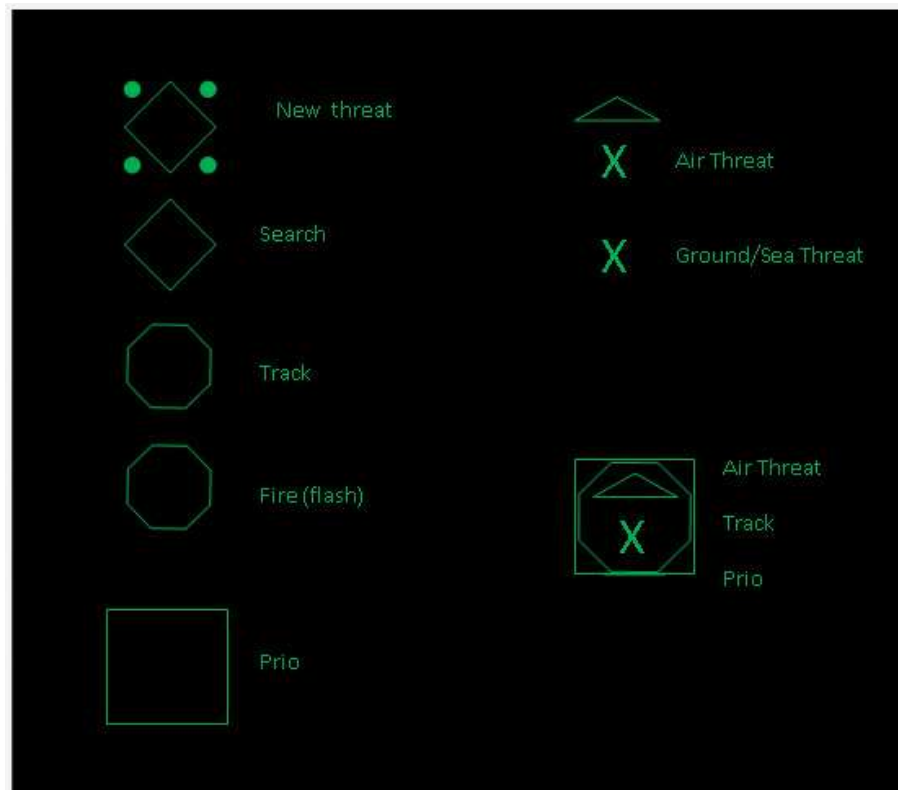 New threat
Search
Track
Fire (flash)
Prio
X Air Threat
X Ground/Sea Threat
Air Threat
Track
X
Prio